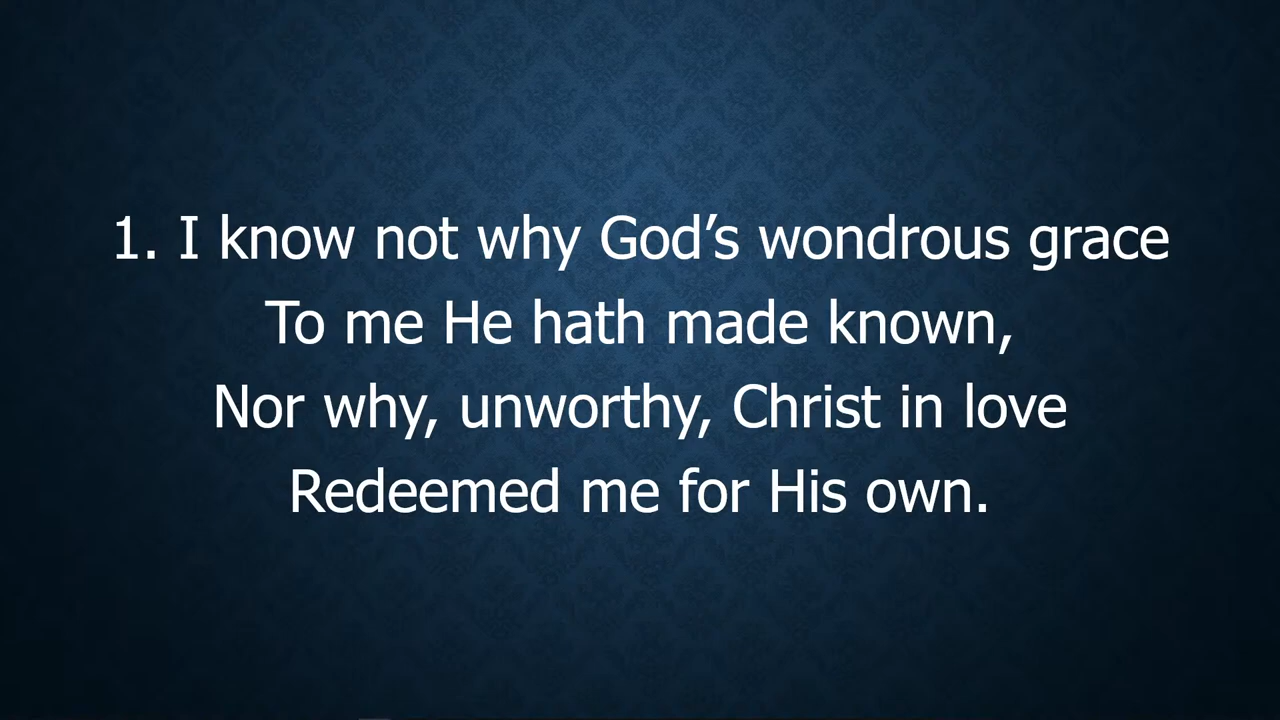 1. I know not why God’s wondrous grace
To me He hath made known,
Nor why, unworthy, Christ in love
Redeemed me for His own.